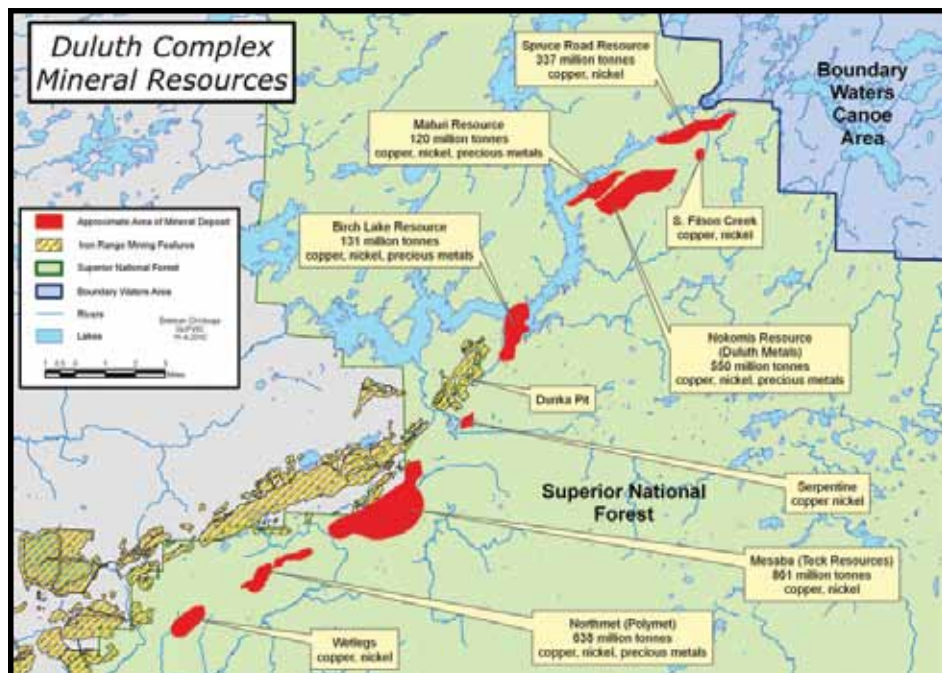 Duluth Complex
Mineral Resources
Spruce Road Resource
337 million tonnes
copper, nickel
Boundary
Waters
Canoe
Area
Maturi Resource
120 million tonnes
copper, nickel, precious metals
S. Filson Creek
copper, nickel
Birch Lake Resource
131 million tonnes
copper, nickel, precious metals
Approximate Area of Mineral Deposit
Iron Range Mining Features
Superior National Forest
Boundary Waters Area
Rivers
Lakes
Miles
Nokomis Resource
(Duluth Metals)
550 million tonnes
copper, nickel, precious metals
Dunka Pit
Serpentine
copper nickel
Superior National
Forest
Mesaba (Teck Resources)
861 million tonnes
copper, nickel
Northmet (Polymet)
638 million tonnes
copper, nickel, precious metals
Wetlegs
copper, nickel